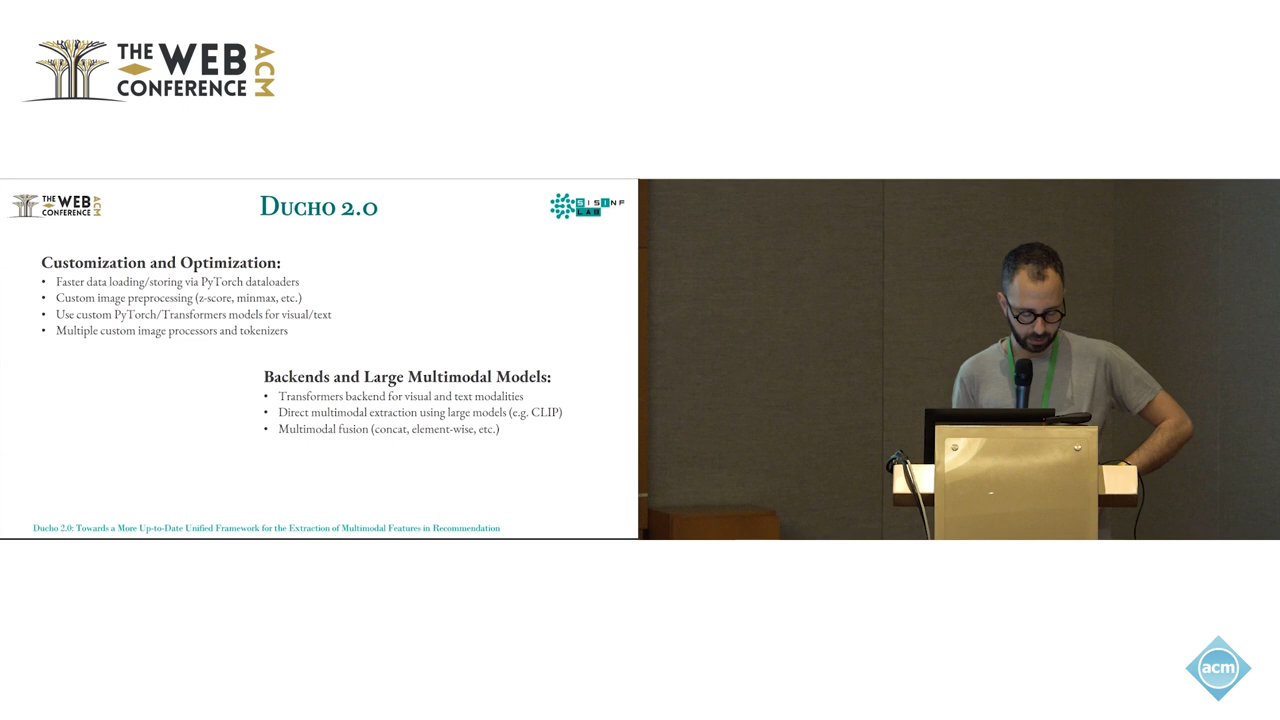 THE WEB
CONFERENCE
ACM
THE WEB
CONFERENCE
ACM
Ducho 2.0
SISINF
LAB
Customization and Optimization:
• Faster data loading/storing via PyTorch dataloaders
• Custom image preprocessing (z-score, minmax, etc.)
• Use custom PyTorch/Transformers models for visual/text
• Multiple custom image processors and tokenizers
Backends and Large Multimodal Models:
• Transformers backend for visual and text modalities
• Direct multimodal extraction using large models (e.g. CLIP)
• Multimodal fusion (concat, element-wise, etc.)
Ducho 2.0: Towards a More Up-to-Date Unified Framework for the Extraction of Multimodal Features in Recommendation
acm